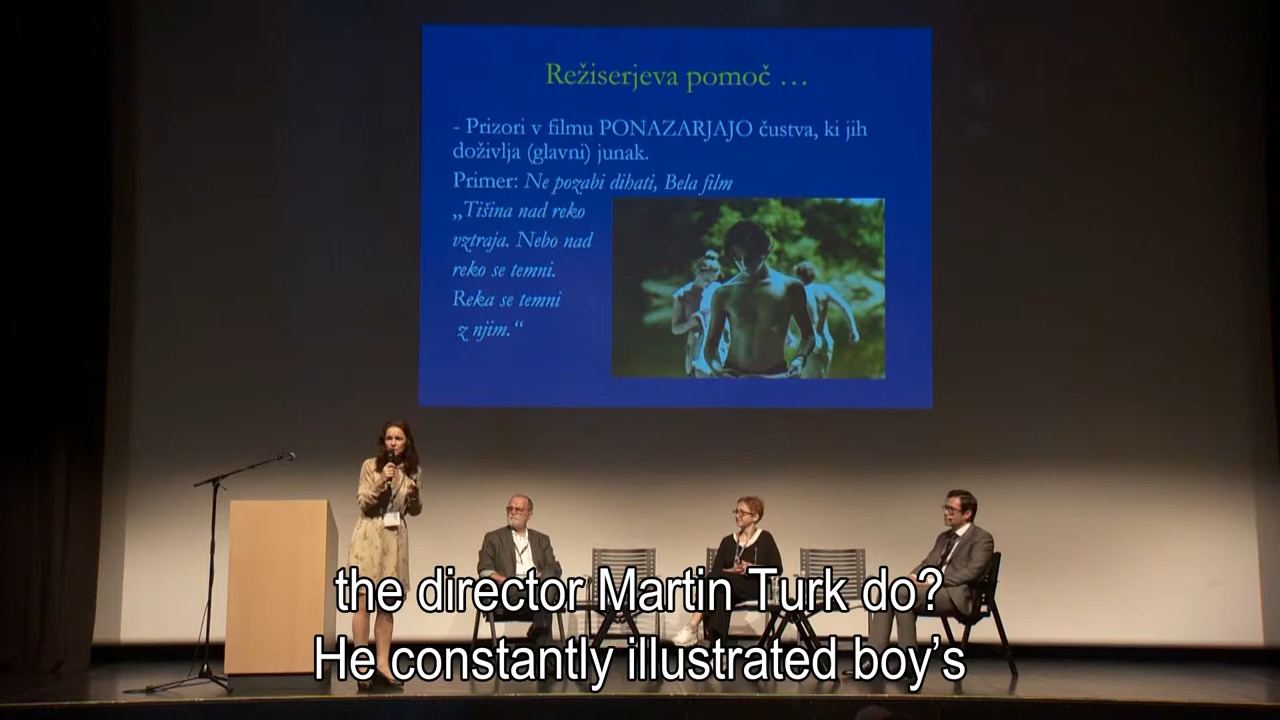 Režiserjeva pomoč …
- Prizori v filmu PONAZARJAJO čustva, ki jih
doživlja (glavni) junak.
Primer: Ne pozabi dihati, Bela film
„Tišina nad reko
vztraja. Nebo nad
reko se temni.
Reka se temni
z njim.“
the director Martin Turk do?
He constantly illustrated boy's